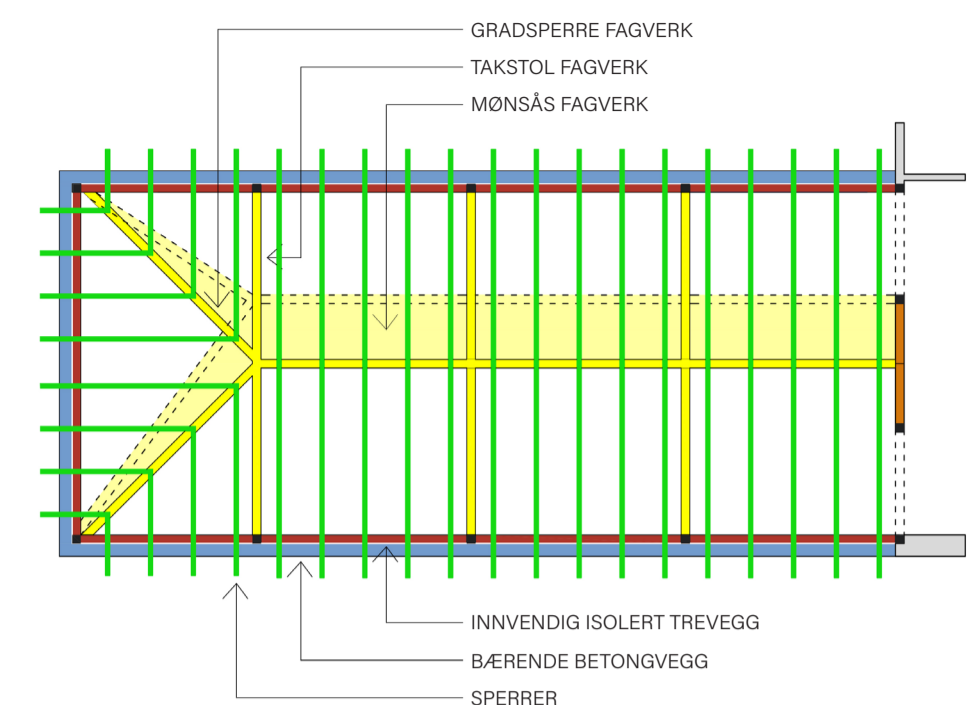 GRADSPERRE FAGVERK
TAKSTOL FAGVERK
MØNSÅS FAGVERK
INNVENDIG ISOLERT TREVEGG
BÆRENDE BETONGVEGG
SPERRER